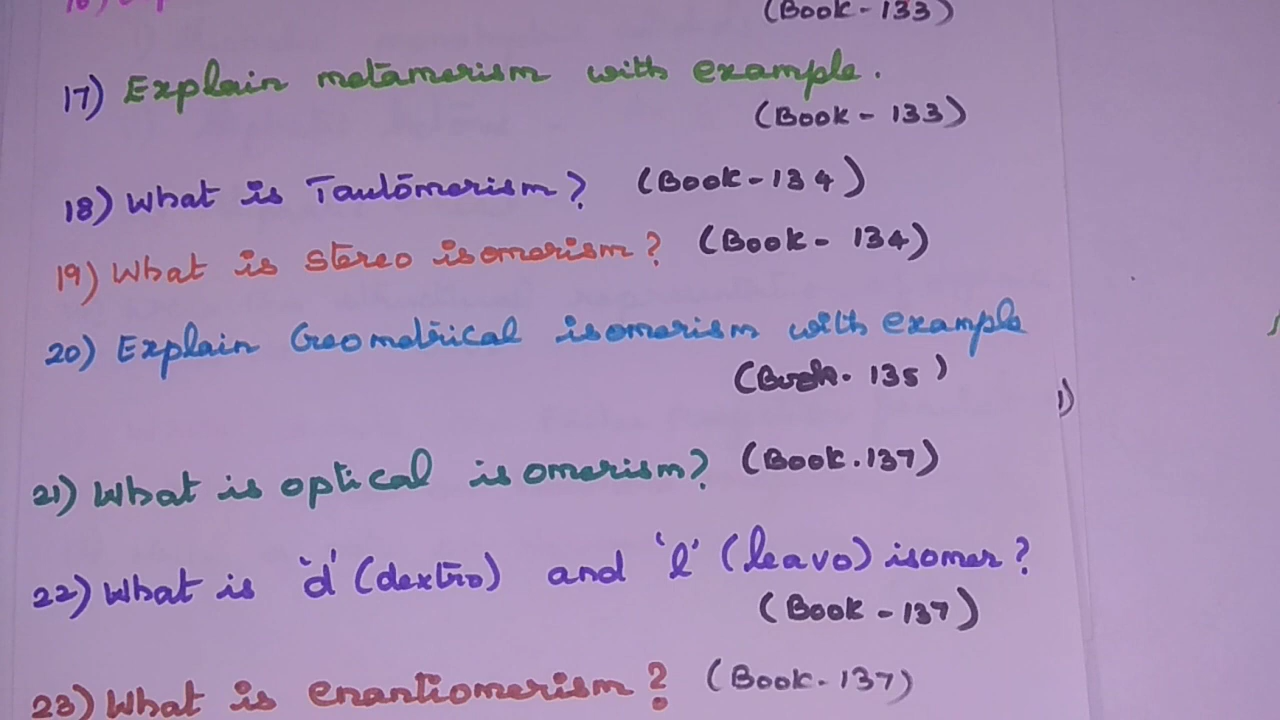 16)
(Book - 133)
17) Explain metamerism with example.
(Book - 133)
18) What is Tautomerism? (Book - 134)
19) What is stereo isomerism? (Book - 134)
20) Explain Geometrical isomerism with example
(Book - 135)
1)
21) What is optical isomerism? (Book . 137)
22) What is 'd' (dextro) and 'l' (leavo) isomer?
(Book - 137)
23) What is enantiomerism? (Book - 137)